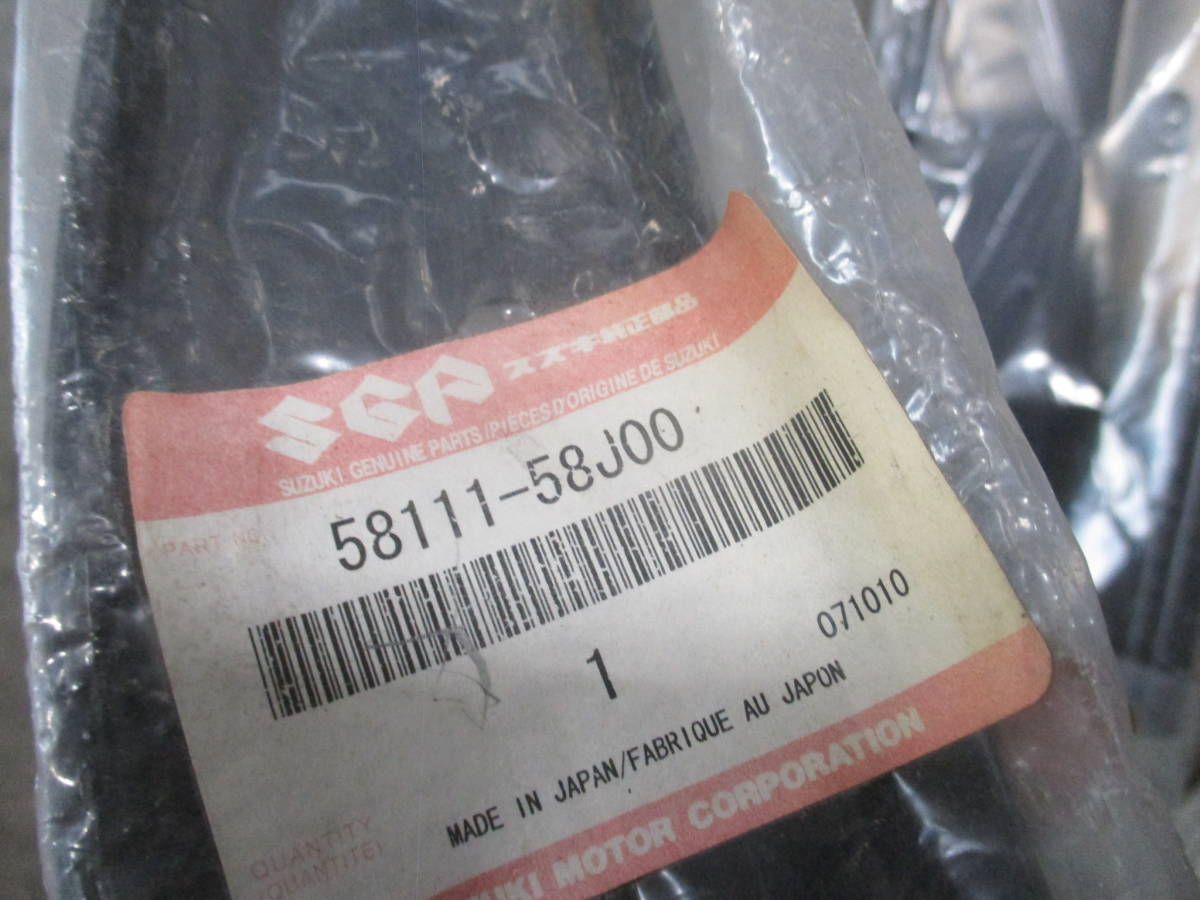 SGP スズキ純正部品
SUZUKI GENUINE PARTS/PIÈCES D'ORIGINE DE SUZUKI
PART NO.
58111-58J00
1
071010
MADE IN JAPAN/FABRIQUE AU JAPON
QUANTITY
(QUANTITÉ)
UZUKI MOTOR CORPORATION